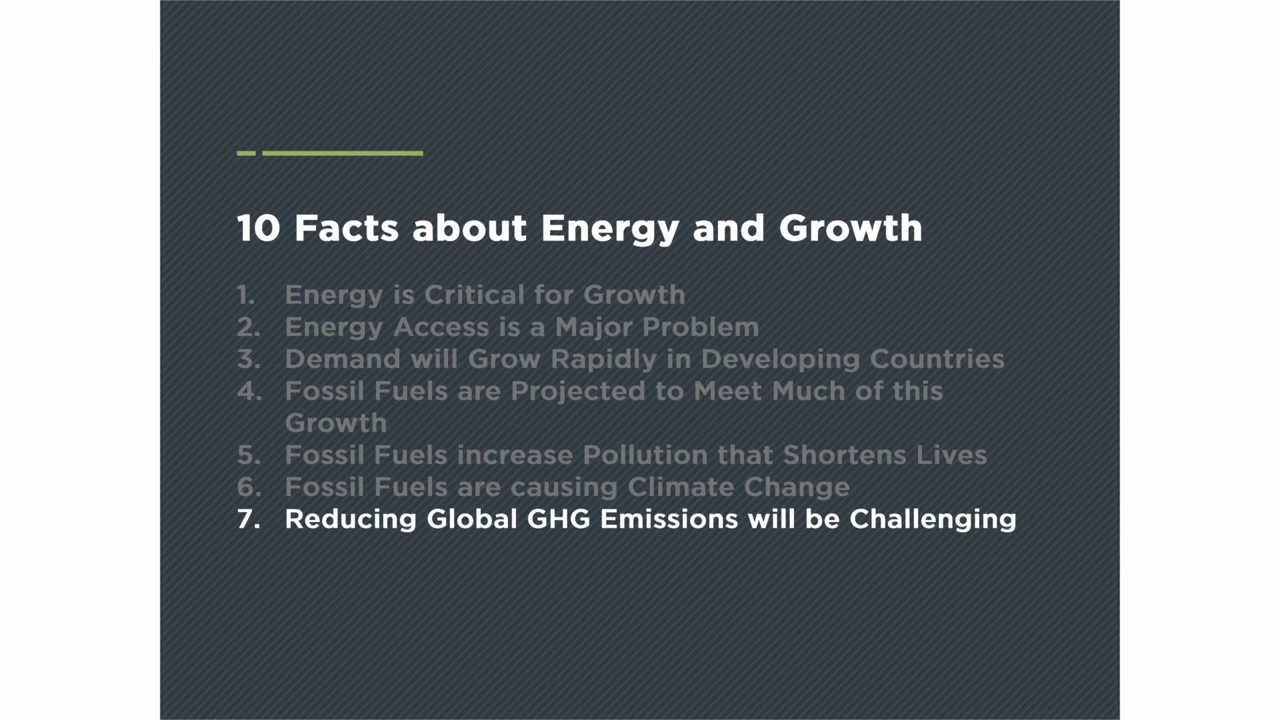 10 Facts about Energy and Growth
1. Energy is Critical for Growth
2. Energy Access is a Major Problem
3. Demand will Grow Rapidly in Developing Countries
4. Fossil Fuels are Projected to Meet Much of this
Growth
5. Fossil Fuels increase Pollution that Shortens Lives
6. Fossil Fuels are causing Climate Change
7. Reducing Global GHG Emissions will be Challenging